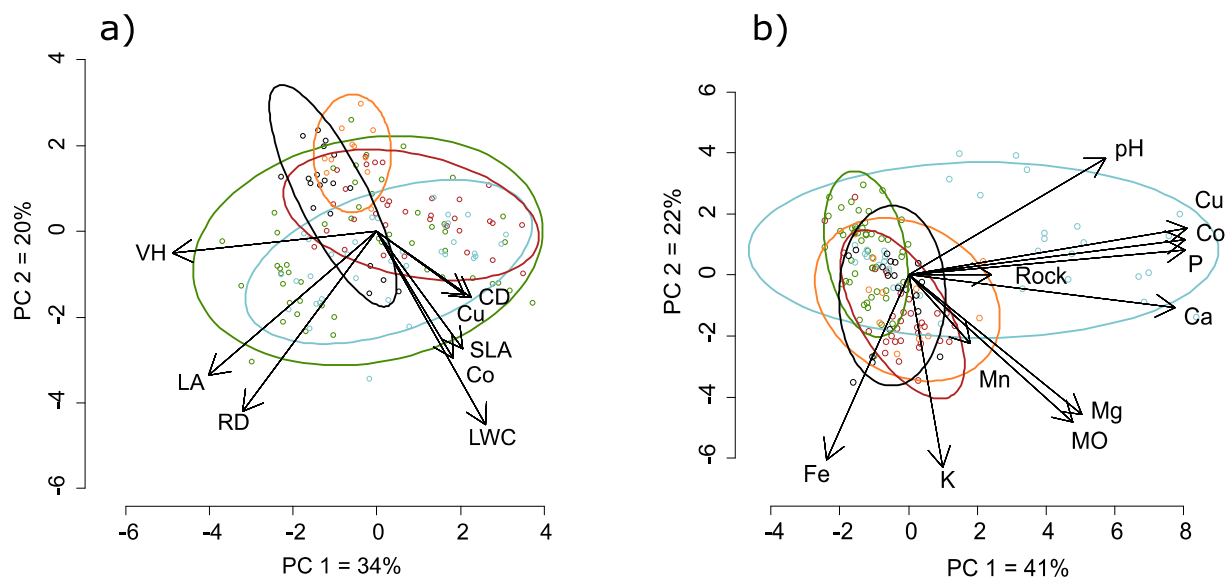 a)
4
2
0
-2
-4
-6
PC 2 = 20%
VH
LA
RD
CD
Cu
SLA
Co
LWC
-6 -4 -2 0 2 4
PC 1 = 34%
b)
6
4
2
0
-2
-4
-6
PC 2 = 22%
pH
Cu
Co
P
Rock
Ca
Mn
Mg
MO
Fe
K
-4 -2 0 2 4 6 8
PC 1 = 41%